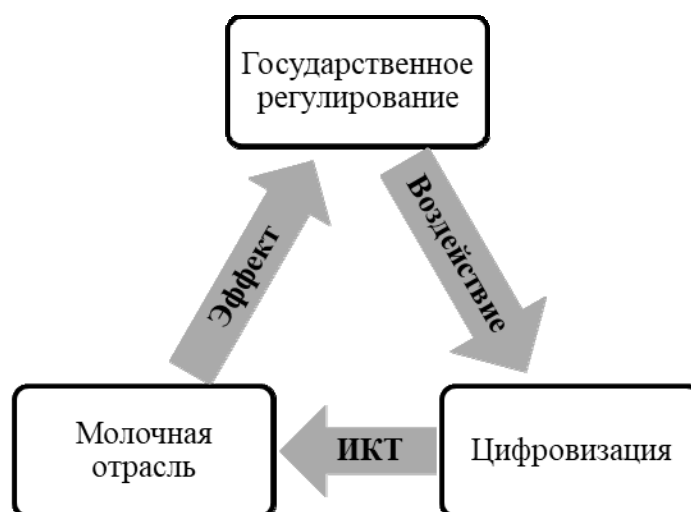 Государственное
регулирование
Воздействие
Эффект
Молочная
отрасль
ИКТ
Цифровизация